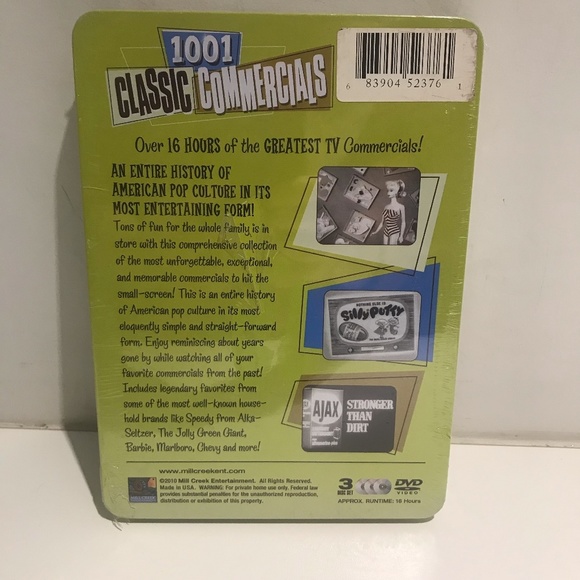 1001
CLASSIC COMMERCIALS
6 83904 52376 1
Over 16 HOURS of the GREATEST TV Commercials!
AN ENTIRE HISTORY OF
AMERICAN POP CULTURE IN ITS
MOST ENTERTAINING FORM!
Tons of fun for the whole family is in
store with this comprehensive collection
of the most unforgettable, exceptional,
and memorable commercials to hit the
small-screen! This is an entire history
of American pop culture in its most
eloquently simple and straight-forward
form. Enjoy reminiscing about years
gone by while watching all of your
favorite commercials from the past!
Includes legendary favorites from
some of the most well-known house-
hold brands like Speedy from Alka-
Seltzer, The Jolly Green Giant,
Barbie, Marlboro, Chevy and more!
NOTHING ELSE IS
Silly Putty
AJAX
STRONGER
THAN
DIRT
www.millcreekent.com
©2010 Mill Creek Entertainment. All Rights Reserved.
Made in USA. WARNING: For private home use only. Federal law
provides substantial penalties for the unauthorized reproduction,
distribution or exhibition of this property.
3
DISC SET
DVD
VIDEO
APPROX. RUNTIME: 16 Hours